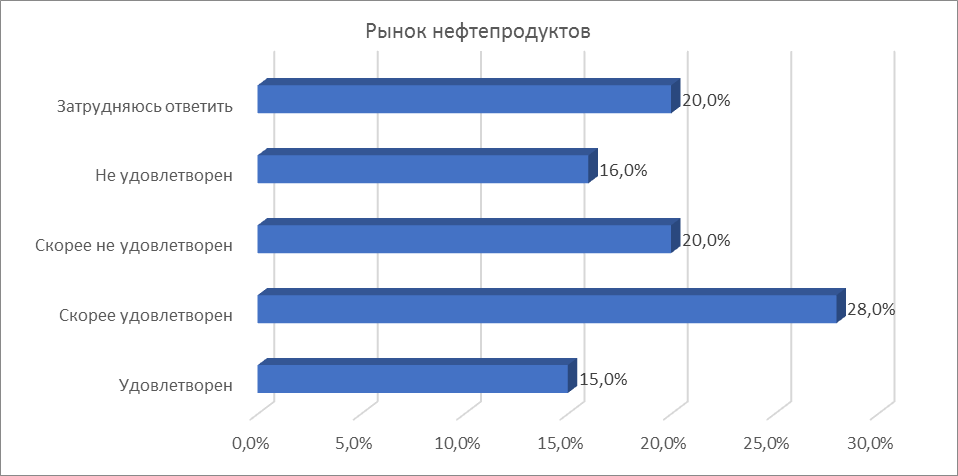 Рынок нефтепродуктов
Затрудняюсь ответить 20,0%
Не удовлетворен 16,0%
Скорее не удовлетворен 20,0%
Скорее удовлетворен 28,0%
Удовлетворен 15,0%
0,0% 5,0% 10,0% 15,0% 20,0% 25,0% 30,0%